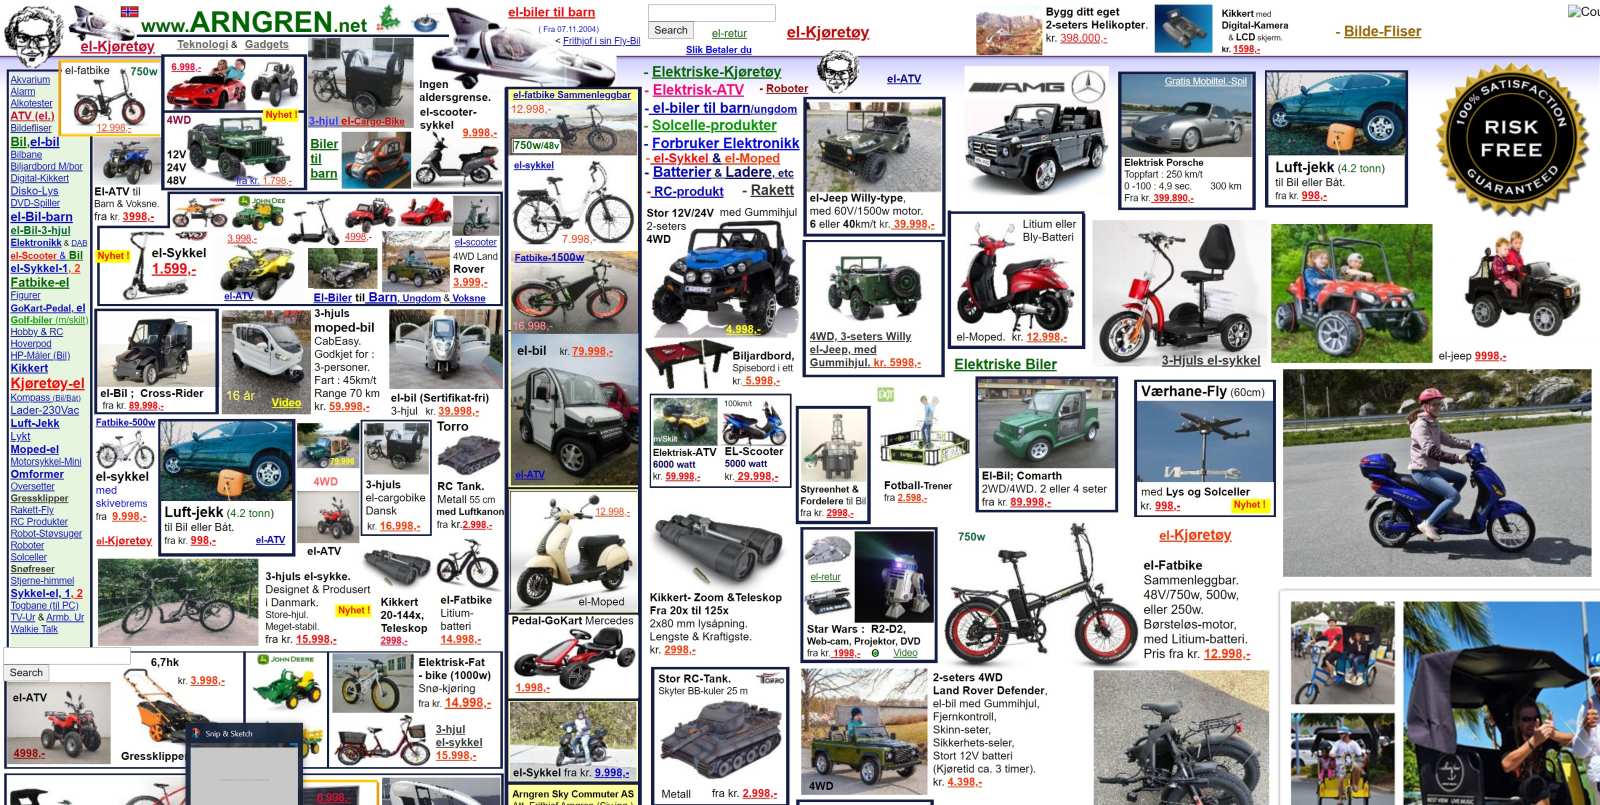 www.ARNGREN.net
el-Kjøretøy
Teknologi & Gadgets
el-biler til barn
( Fra 07.11.2004)
< Frithjof i sin Fly-Bil
Search
el-retur
Slik Betaler du
el-Kjøretøy
Bygg ditt eget
2-seters Helikopter.
kr. 398.000,-
Kikkert med
Digital-Kamera
& LCD skjerm.
kr. 1598,-
- Bilde-Fliser
Cou
Akvarium
Alarm
Alkotester
ATV (el.)
Bildefliser
Bil,el-bil
Bilbane
Biljardbord M/bor
Digital-Kikkert
Disko-Lys
DVD-Spiller
el-Bil-barn
el-Bil-3-hjul
Elektronikk & DAB
el-Scooter & Bil
el-Sykkel-1, 2
Fatbike-el
Figurer
GoKart-Pedal, el
Golf-biler (m/skilt)
Hobby & RC
Hoverpod
HP-Måler (Bil)
Kikkert
Kjøretøy-el
Kompass (Bil/Båt)
Lader-230Vac
Luft-Jekk
Lykt
Moped-el
Motorsykkel-Mini
Omformer
Oversetter
Gressklipper
Rakett-Fly
RC Produkter
Robot-Støvsuger
Roboter
Solceller
Snøfreser
Stjerne-himmel
Sykkel-el, 1, 2
Togbane (til PC)
TV-Ur & Armb. Ur
Walkie Talk
Search
el-fatbike
750w
12.998,-
6.998,-
Nyhet !
4WD
12V
24V
48V
fra kr. 1.798,-
3-hjul el-Cargo-Bike
Biler
til
barn
Ingen
aldersgrense.
el-scooter-
sykkel
9.998,-
El-ATV til
Barn & Voksne.
fra kr. 3998,-
JOHN DEERE
3.998,-
4998,-
el-scooter
Nyhet !
el-Sykkel
1.599,-
el-ATV
4WD Land
Rover
3.999,-
El-Biler til Barn, Ungdom & Voksne
el-Bil ; Cross-Rider
fra kr. 89.998,-
16 år
Video
3-hjuls
moped-bil
CabEasy.
Godkjet for :
3-personer.
Fart : 45km/t
Range 70 km
kr. 59.998,-
el-bil (Sertifikat-fri)
3-hjul kr. 39.998,-
Fatbike-500w
el-sykkel
med
skivebrems
fra 9.998,-
el-Kjøretøy
Luft-jekk (4.2 tonn)
til Bil eller Båt.
fra kr. 998,-
el-ATV
79.998
4WD
el-ATV
3-hjuls
el-cargobike
Dansk
kr. 16.998,-
Torro
RC Tank.
Metall 55 cm
med Luftkanon
fra kr.2.998,-
3-hjuls el-sykke.
Designet & Produsert
i Danmark.
Store-hjul.
Meget-stabil.
fra kr. 15.998,-
Nyhet !
Kikkert
20-144x,
Teleskop
2998,-
el-Fatbike
Litium-
batteri
14.998,-
el-ATV
4998,-
6,7hk
kr. 3.998,-
Gressklipper
JOHN DEERE
Elektrisk-Fat
- bike (1000w)
Snø-kjøring
fra kr. 14.998,-
3-hjul
el-sykkel
15.998,-
Snip & Sketch
6.998,-
el-fatbike Sammenleggbar
12.998,-
750w/48v
el-sykkel
7.998,-
Fatbike-1500w
16.998,-
el-bil kr. 79.998,-
el-ATV
12.998,-
el-Moped
Pedal-GoKart Mercedes
1.998,-
el-Sykkel fra kr. 9.998,-
Arngren Sky Commuter AS
- Elektriske-Kjøretøy
- Elektrisk-ATV - Roboter
- el-biler til barn/ungdom
- Solcelle-produkter
- Forbruker Elektronikk
- el-Sykkel & el-Moped
- Batterier & Ladere, etc
- RC-produkt - Rakett
el-ATV
Stor 12V/24V med Gummihjul
2-seters
4WD
4.998,-
Biljardbord,
Spisebord i ett
kr. 5.998,-
m/Skilt
100km/t
Elektrisk-ATV
6000 watt
kr. 59.998,-
EL-Scooter
5000 watt
kr. 29.998,-
Kikkert- Zoom &Teleskop
Fra 20x til 125x
2x80 mm lysåpning.
Lengste & Kraftigste.
kr. 2998,-
Stor RC-Tank.
Skyter BB-kuler 25 m
TORRO
Metall fra kr. 2.998,-
el-Jeep Willy-type,
med 60V/1500w motor.
6 eller 40km/t kr. 39.998,-
4WD, 3-seters Willy
el-Jeep, med
Gummihjul. kr. 5998,-
Styreenhet &
Fordelere til Bil
fra kr. 2998,-
Fotball-Trener
fra 2.598,-
el-retur
Star Wars : R2-D2,
Web-cam, Projektor, DVD
fra kr. 1998,- Video
4WD
2-seters 4WD
Land Rover Defender,
el-bil med Gummihjul,
Fjernkontroll,
Skinn-seter,
Sikkerhets-seler,
Stort 12V batteri
(Kjøretid ca. 3 timer).
kr. 4.398,-
AMG
Litium eller
Bly-Batteri
el-Moped. kr. 12.998,-
Elektriske Biler
El-Bil; Comarth
2WD/4WD. 2 eller 4 seter
fra kr. 89.998,-
750w
el-Kjøretøy
el-Fatbike
Sammenleggbar.
48V/750w, 500w,
eller 250w.
Børsteløs-motor,
med Litium-batteri.
Pris fra kr. 12.998,-
Gratis Mobiltel.-Spil
Elektrisk Porsche
Toppfart : 250 km/t
0 -100 : 4,9 sek. 300 km
Fra kr. 399.890,-
Luft-jekk (4.2 tonn)
til Bil eller Båt.
fra kr. 998,-
100% SATISFACTION
RISK
FREE
GUARANTEED
3-Hjuls el-sykkel
el-jeep 9998,-
Værhane-Fly (60cm)
med Lys og Solceller
kr. 998,-
Nyhet !